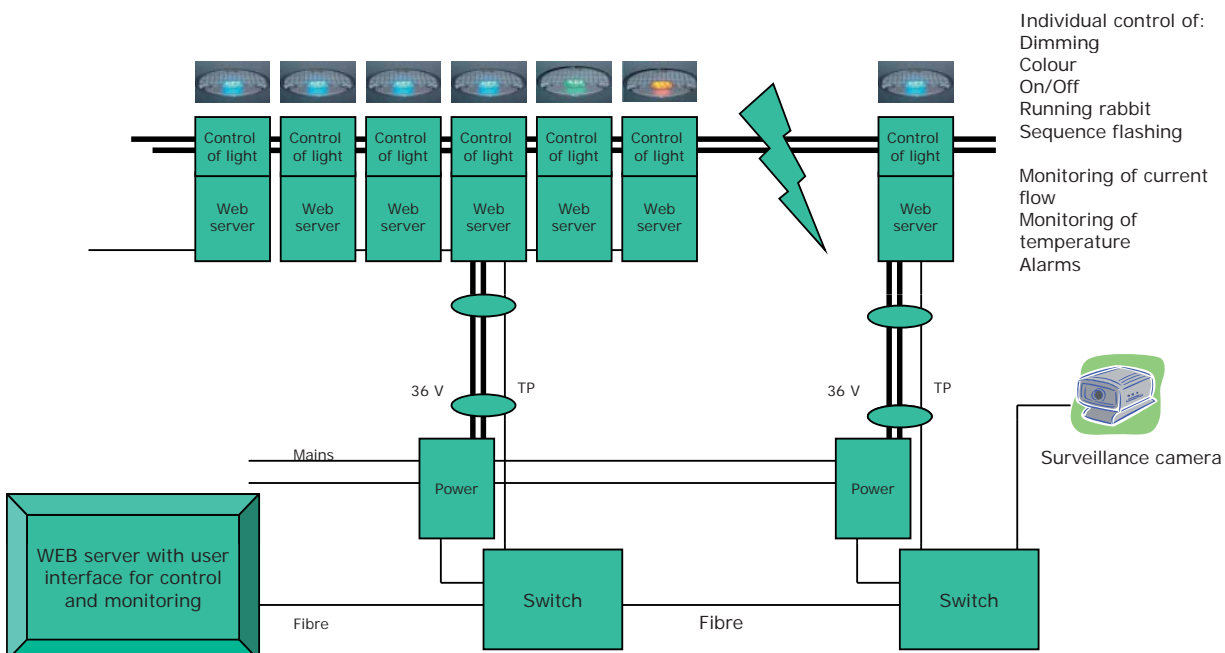 Individual control of:
Dimming
Colour
On/Off
Running rabbit
Sequence flashing
Monitoring of current
flow
Monitoring of
temperature
Alarms
Control
of light
Control
of light
Control
of light
Control
of light
Control
of light
Control
of light
Control
of light
Web
server
Web
server
Web
server
Web
server
Web
server
Web
server
Web
server
36 V
TP
36 V
TP
Mains
Power
Power
Surveillance camera
WEB server with user
interface for control
and monitoring
Switch
Switch
Fibre
Fibre